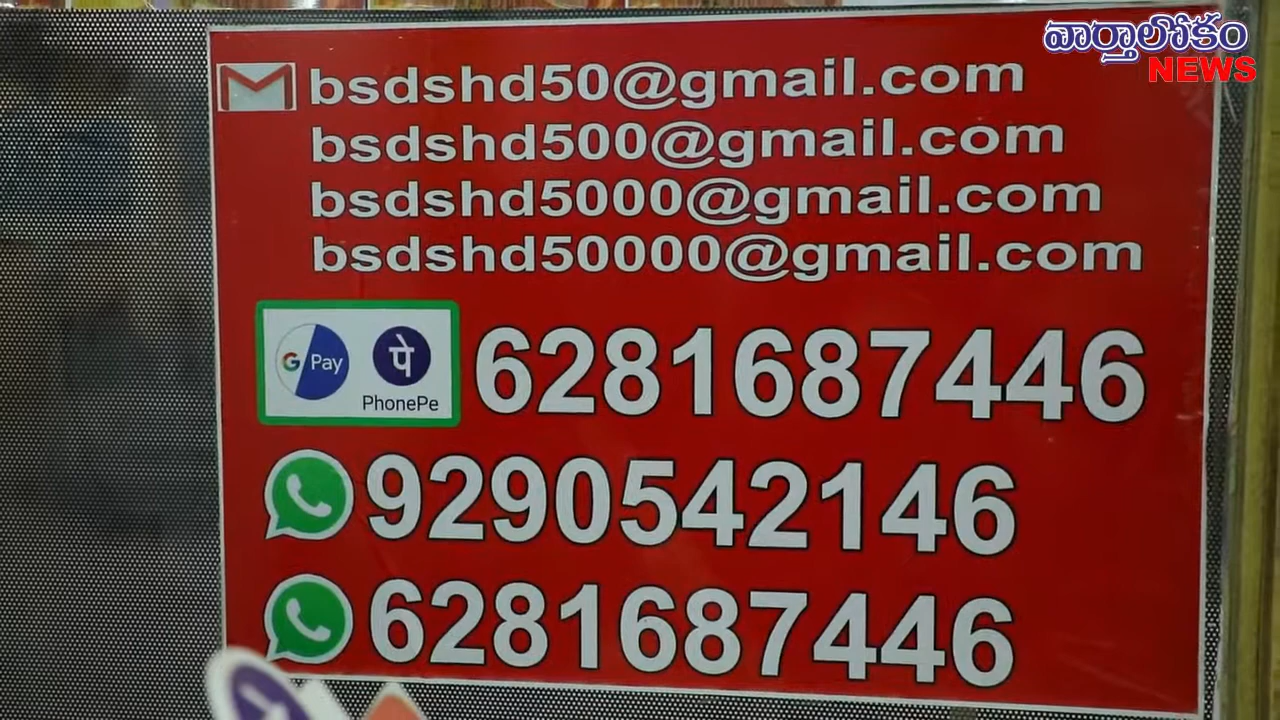 వార్తాలోకం
NEWS
bsdshd50@gmail.com
bsdshd500@gmail.com
bsdshd5000@gmail.com
bsdshd50000@gmail.com
G Pay पे 6281687446
PhonePe
9290542146
6281687446